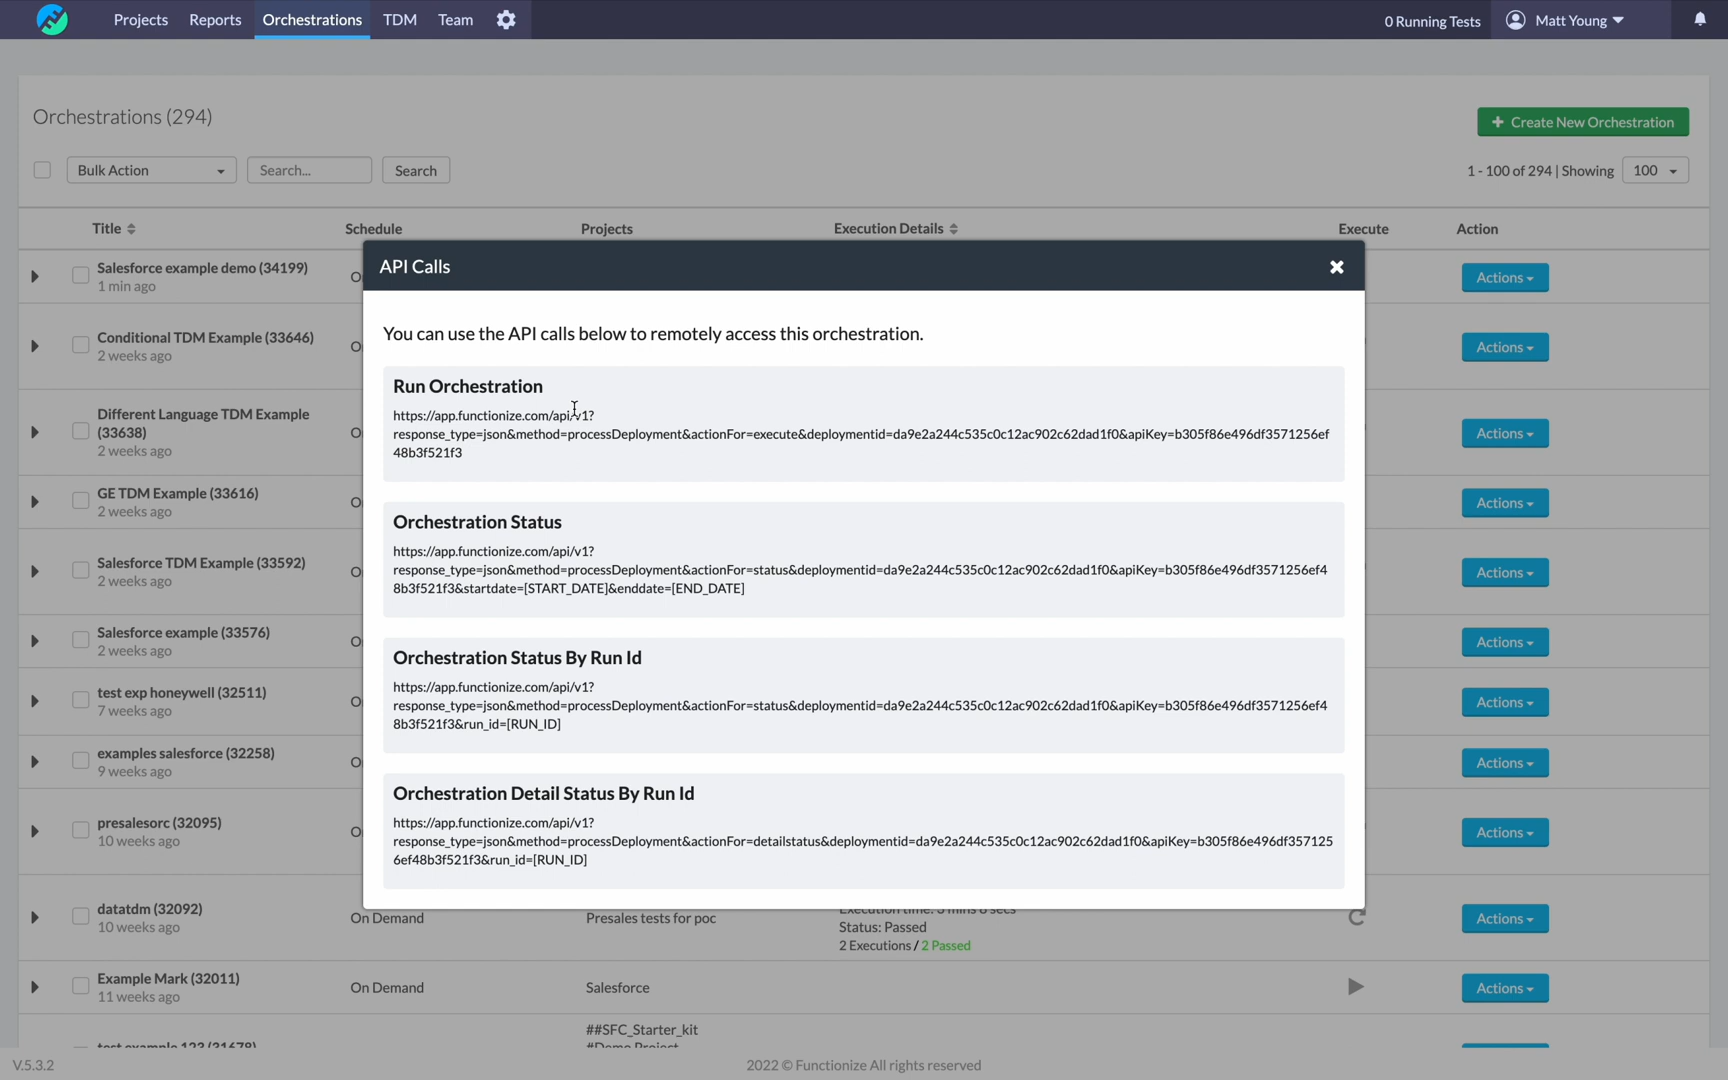 Projects
Reports
Orchestrations
TDM
Team
0 Running Tests
Matt Young
Orchestrations (294)
+ Create New Orchestration
Bulk Action
Search...
Search
1 - 100 of 294 | Showing
100
Title
Schedule
Projects
Execution Details
Execute
Action
Salesforce example demo (34199)
1 min ago
Actions
Conditional TDM Example (33646)
2 weeks ago
Actions
Different Language TDM Example
(33638)
2 weeks ago
Actions
GE TDM Example (33616)
2 weeks ago
Actions
Salesforce TDM Example (33592)
2 weeks ago
Actions
Salesforce example (33576)
2 weeks ago
Actions
test exp honeywell (32511)
7 weeks ago
Actions
examples salesforce (32258)
9 weeks ago
Actions
presalesorc (32095)
10 weeks ago
Actions
API Calls
You can use the API calls below to remotely access this orchestration.
Run Orchestration
https://app.functionize.com/api/v1?
response_type=json&method=processDeployment&actionFor=execute&deploymentid=da9e2a244c535c0c12ac902c62dad1f0&apiKey=b305f86e496df3571256ef
48b3f521f3
Orchestration Status
https://app.functionize.com/api/v1?
response_type=json&method=processDeployment&actionFor=status&deploymentid=da9e2a244c535c0c12ac902c62dad1f0&apiKey=b305f86e496df3571256ef4
8b3f521f3&startdate=[START_DATE]&enddate=[END_DATE]
Orchestration Status By Run Id
https://app.functionize.com/api/v1?
response_type=json&method=processDeployment&actionFor=status&deploymentid=da9e2a244c535c0c12ac902c62dad1f0&apiKey=b305f86e496df3571256ef4
8b3f521f3&run_id=[RUN_ID]
Orchestration Detail Status By Run Id
https://app.functionize.com/api/v1?
response_type=json&method=processDeployment&actionFor=detailstatus&deploymentid=da9e2a244c535c0c12ac902c62dad1f0&apiKey=b305f86e496df357125
6ef48b3f521f3&run_id=[RUN_ID]
datatdm (32092)
10 weeks ago
On Demand
Presales tests for poc
Status: Passed
2 Executions / 2 Passed
Actions
Example Mark (32011)
11 weeks ago
On Demand
Salesforce
Actions
##SFC_Starter_kit
V.5.3.2
2022 © Functionize All rights reserved